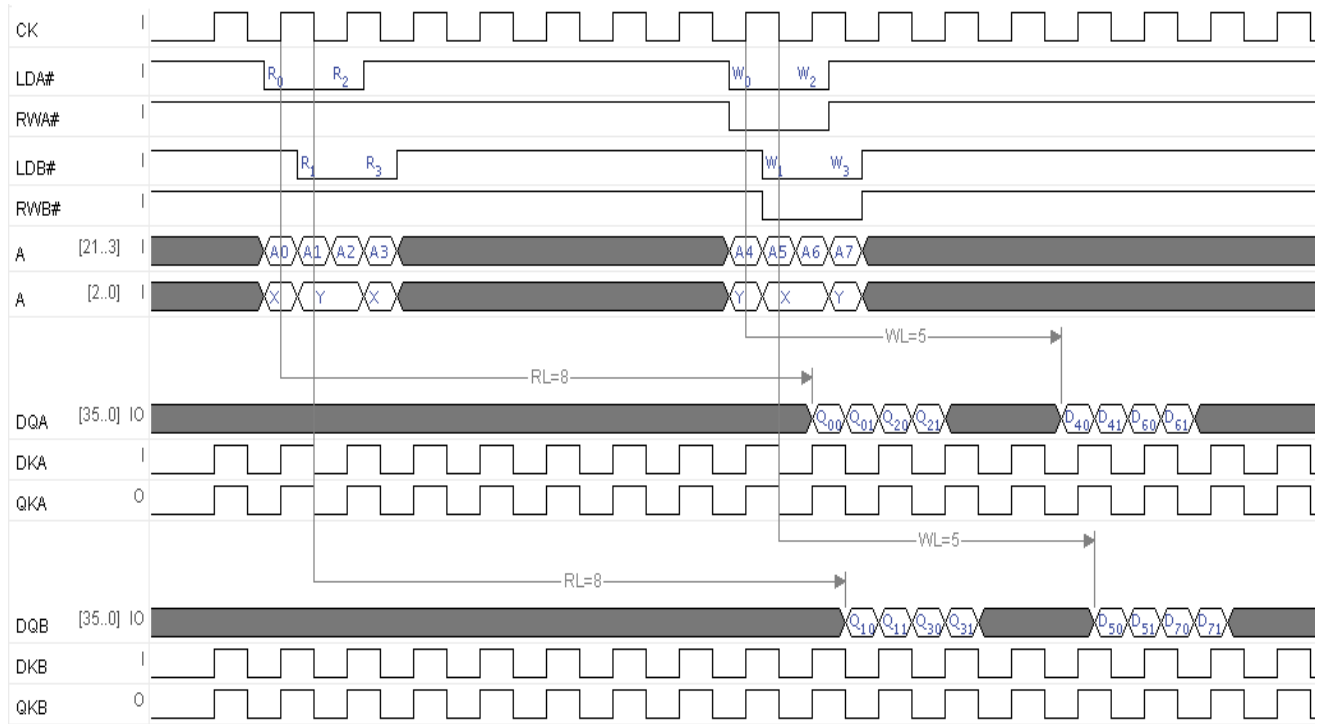 CK I
LDA# I R0 R2 W0 W2
RWA# I
LDB# I R1 R3 W1 W3
RWB# I
A [21..3] I A0 A1 A2 A3 A4 A5 A6 A7
A [2..0] I X Y X Y X Y
WL=5
RL=8
DQA [35..0] IO Q00 Q01 Q20 Q21 D40 D41 D60 D61
DKA I
QKA O
WL=5
RL=8
DQB [35..0] IO Q10 Q11 Q30 Q31 D50 D51 D70 D71
DKB I
QKB O